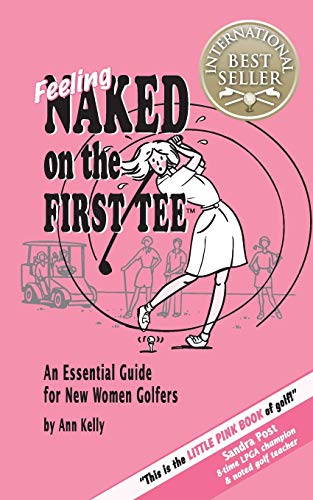 Feeling
NAKED
on the
FIRST TEE™
INTERNATIONAL
BEST
SELLER
An Essential Guide
for New Women Golfers
by Ann Kelly
"This is the LITTLE PINK BOOK of golf!"
Sandra Post
8-time LPGA champion
& noted golf teacher